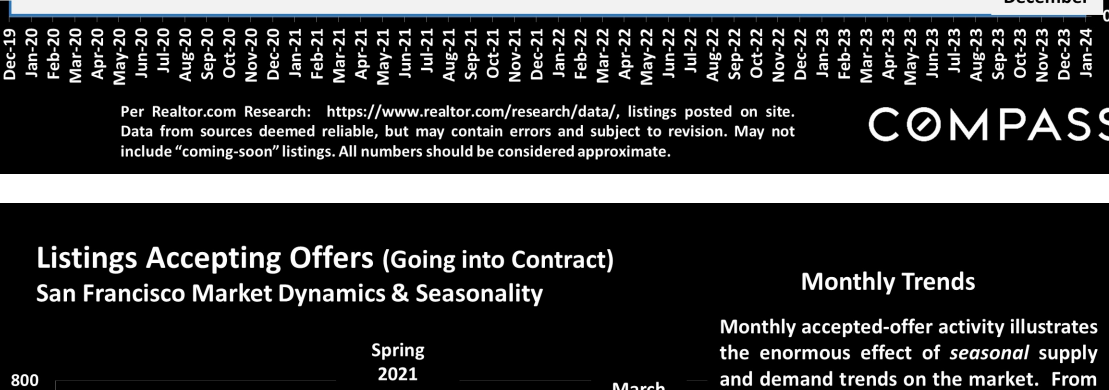 December
0
Dec-19 Jan-20 Feb-20 Mar-20 Apr-20 May-20 Jun-20 Jul-20 Aug-20 Sep-20 Oct-20 Nov-20 Dec-20 Jan-21 Feb-21 Mar-21 Apr-21 May-21 Jun-21 Jul-21 Aug-21 Sep-21 Oct-21 Nov-21 Dec-21 Jan-22 Feb-22 Mar-22 Apr-22 May-22 Jun-22 Jul-22 Aug-22 Sep-22 Oct-22 Nov-22 Dec-22 Jan-23 Feb-23 Mar-23 Apr-23 May-23 Jun-23 Jul-23 Aug-23 Sep-23 Oct-23 Nov-23 Dec-23 Jan-24
Per Realtor.com Research: https://www.realtor.com/research/data/, listings posted on site.
Data from sources deemed reliable, but may contain errors and subject to revision. May not
include “coming-soon” listings. All numbers should be considered approximate.
COMPASS
Listings Accepting Offers (Going into Contract)
San Francisco Market Dynamics & Seasonality
Spring
2021
800
March
Monthly Trends
Monthly accepted-offer activity illustrates
the enormous effect of seasonal supply
and demand trends on the market. From